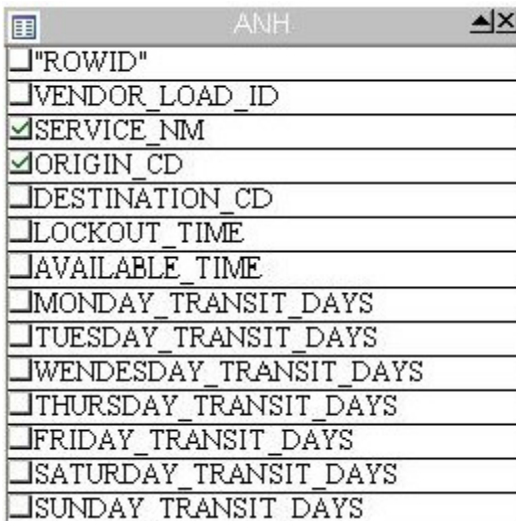 ANH
"ROWID"
VENDOR_LOAD_ID
SERVICE_NM
ORIGIN_CD
DESTINATION_CD
LOCKOUT_TIME
AVAILABLE_TIME
MONDAY_TRANSIT_DAYS
TUESDAY_TRANSIT_DAYS
WENDESDAY_TRANSIT_DAYS
THURSDAY_TRANSIT_DAYS
FRIDAY_TRANSIT_DAYS
SATURDAY_TRANSIT_DAYS
SUNDAY_TRANSIT_DAYS